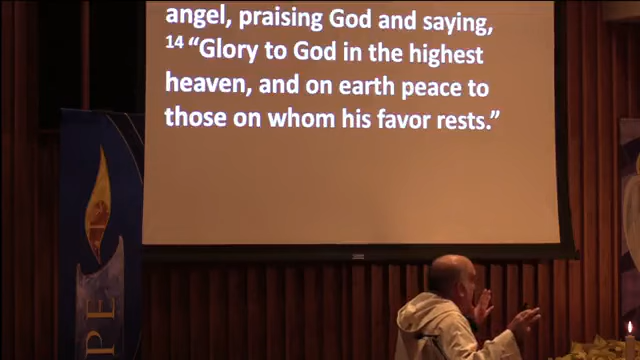 angel, praising God and saying,
14 “Glory to God in the highest
heaven, and on earth peace to
those on whom his favor rests.”
PE